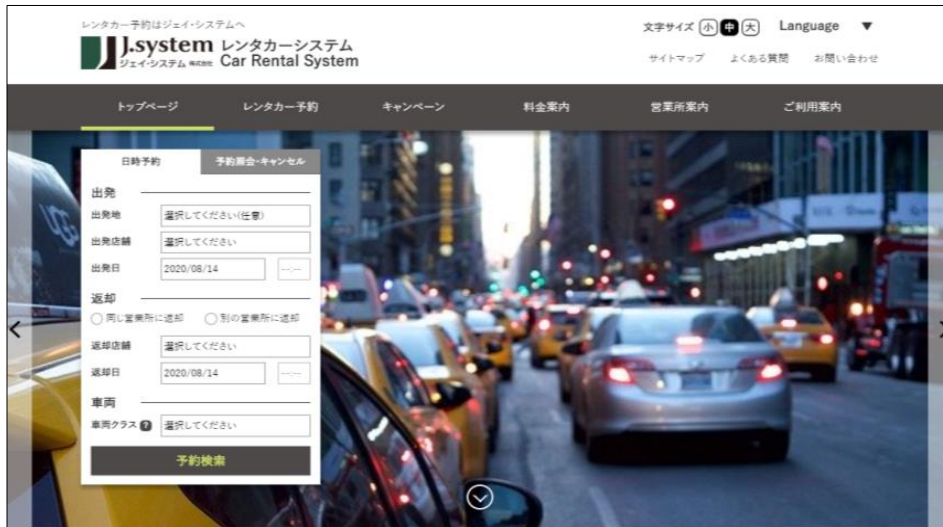 レンタカー予約はジェイ・システムへ
J.system レンタカーシステム
ジェイ・システム 株式会社 Car Rental System
文字サイズ 小 中 大 Language ▼
サイトマップ よくある質問 お問い合わせ
トップページ レンタカー予約 キャンペーン 料金案内 営業所案内 ご利用案内
日時予約 予約照会・キャンセル
出発
出発地 選択してください(任意)
出発店舗 選択してください
出発日 2020/08/14 --:--
返却
同じ営業所に返却 別の営業所に返却
返却店舗 選択してください
返却日 2020/08/14 --:--
車両
車両クラス ? 選択してください
予約検索